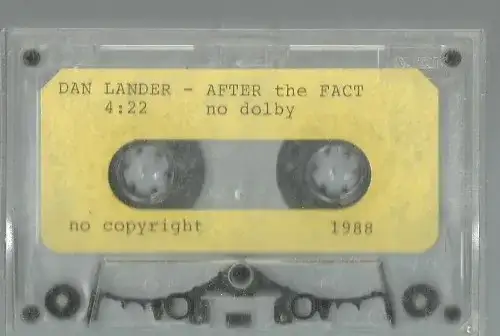 DAN LANDER - AFTER the FACT
4:22 no dolby
no copyright 1988